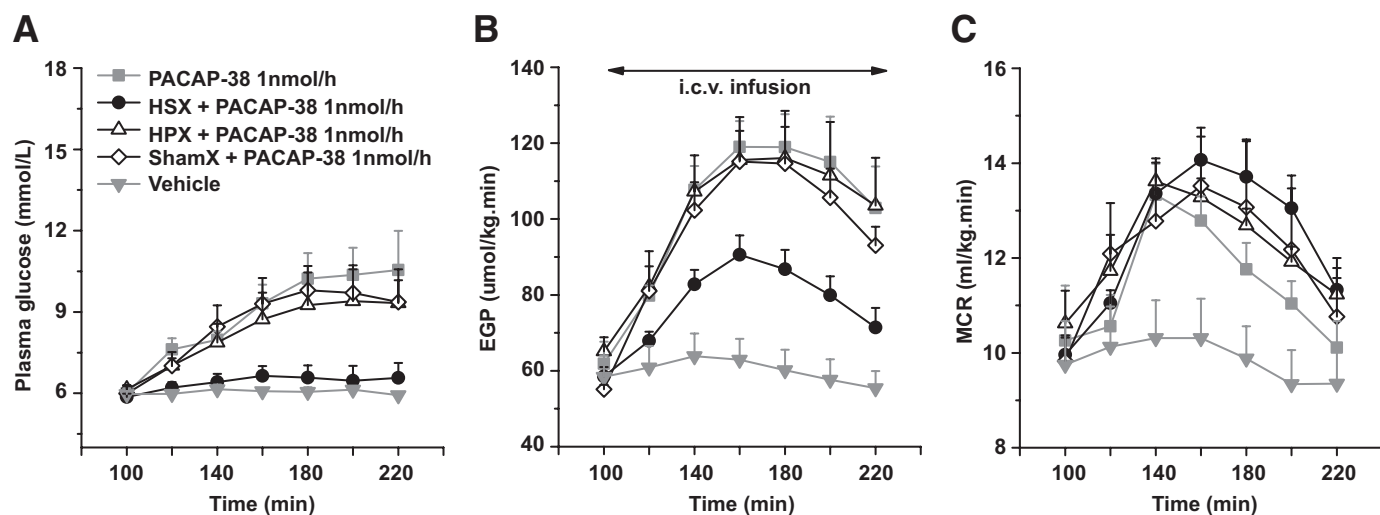 A
Plasma glucose (mmol/L)
18
15
12
9
6
100 140 180 220
Time (min)
PACAP-38 1nmol/h
HSX + PACAP-38 1nmol/h
HPX + PACAP-38 1nmol/h
ShamX + PACAP-38 1nmol/h
Vehicle
B
EGP (umol/kg.min)
140
120
100
80
60
40
i.c.v. infusion
100 140 180 220
Time (min)
C
MCR (ml/kg.min)
16
14
12
10
8
100 140 180 220
Time (min)